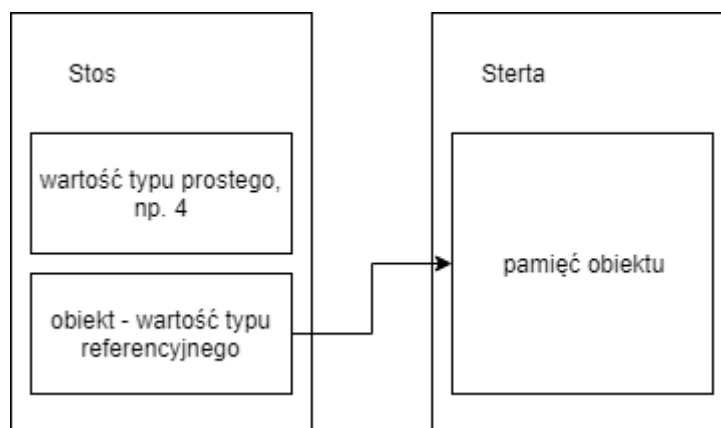 Stos
Sterta
wartość typu prostego,
np. 4
pamięć obiektu
obiekt - wartość typu
referencyjnego